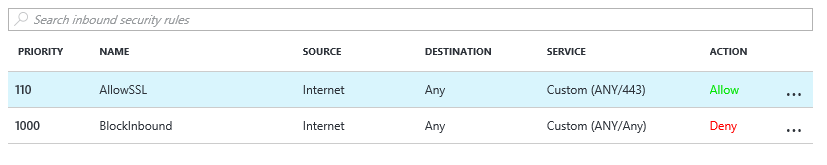 Search inbound security rules
PRIORITY NAME SOURCE DESTINATION SERVICE ACTION
110 AllowSSL Internet Any Custom (ANY/443) Allow ...
1000 BlockInbound Internet Any Custom (ANY/Any) Deny ...